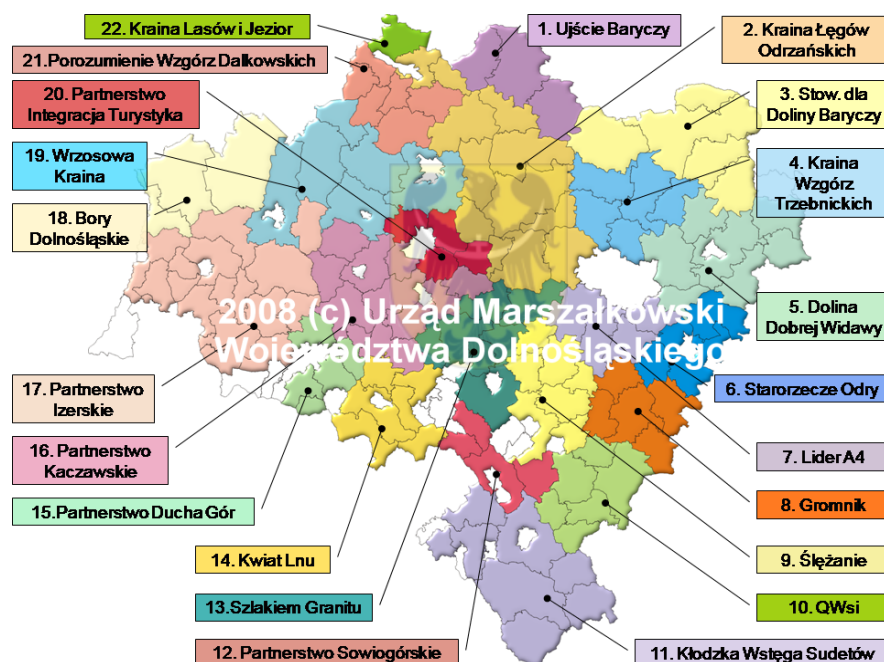 22. Kraina Lasów i Jezior
1. Ujście Baryczy
2. Kraina Łęgów
Odrzańskich
21.Porozumienie Wzgórz Dalkowskich
20. Partnerstwo
Integracja Turystyka
3. Stow. dla
Doliny Baryczy
19. Wrzosowa
Kraina
4. Kraina
Wzgórz
Trzebnickich
18. Bory
Dolnośląskie
5. Dolina
Dobrej Widawy
2008 (c) Urząd Marszałkowski
Województwa Dolnośląskiego
17. Partnerstwo
Izerskie
6. Starorzecze Odry
16. Partnerstwo
Kaczawskie
7. Lider A4
15.Partnerstwo Ducha Gór
8. Gromnik
14. Kwiat Lnu
9. Ślężanie
13.Szlakiem Granitu
10. QWsi
12. Partnerstwo Sowiogórskie
11. Kłodzka Wstęga Sudetów